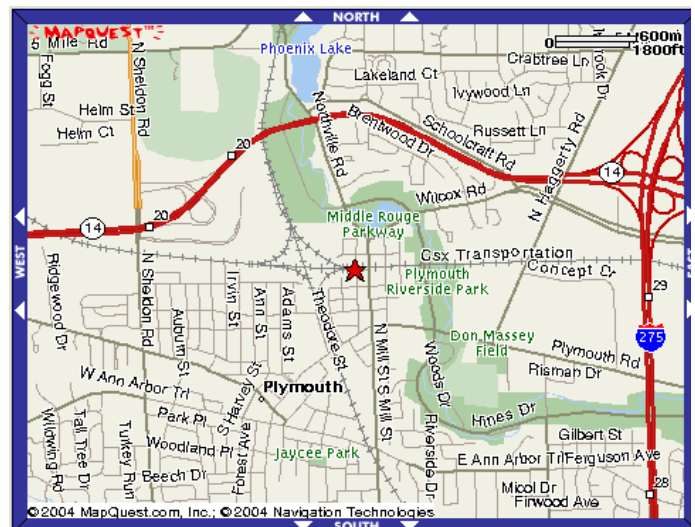 NORTH
MAPQUEST
600m
1800ft
5 Mile Rd
Phoenix Lake
Crabtree Ln
Lakeland Ct
Fogg St
N Sheldon Rd
Ivywood Ln
Helm St
Northville Rd
Brentwood Dr
Schoolcraft Rd
Russett Ln
Helm Ct
N Haggerty Rd
20
14
Wilcox Rd
WEST
EAST
20
14
Middle Rouge
Parkway
Csx Transportation
Concept Dr
Plymouth
Riverside Park
29
Ridgewood Dr
N Sheldon Rd
Irvin St
Ann St
Adams St
Theodore St
Auburn St
N Mill St
S Mill St
Don Massey
Field
275
Plymouth Rd
Risman Dr
W Ann Arbor Trl
S Harvey St
Plymouth
Woods Dr
Park Pl
Hines Dr
Wilding Rd
Tall Tree Dr
Turkey Run
Woodland Pl
Forest Ave
Jaycee Park
Riverside Dr
Gilbert St
E Ann Arbor Trl
Ferguson Ave
Beech Dr
Micol Dr
28
Firwood Ave
©2004 MapQuest.com, Inc.; ©2004 Navigation Technologies
SOUTH